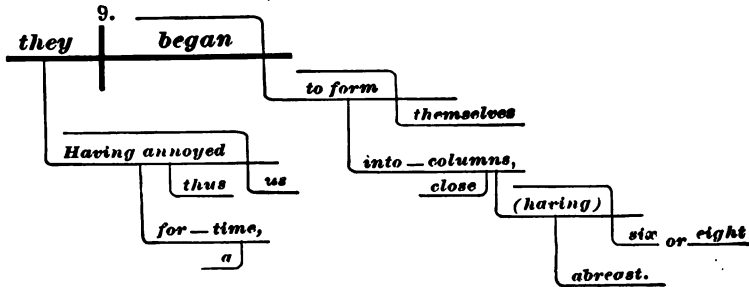 9.
they began
to form
themselves
Having annoyed
into — columns,
thus us
close
(having)
for — time,
six or eight
a
abreast.